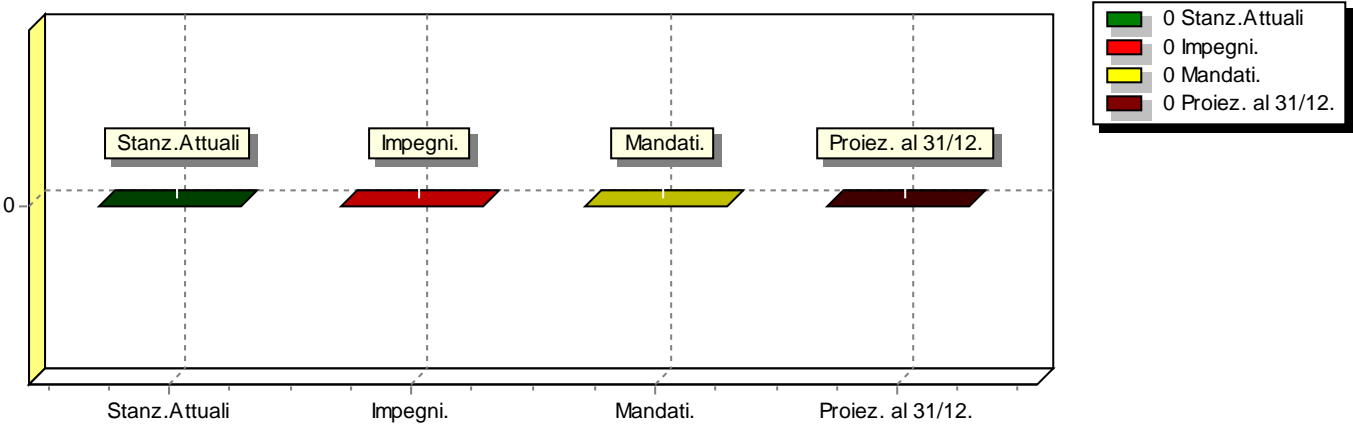 0 Stanz.Attuali
0 Impegni.
0 Mandati.
0 Proiez. al 31/12.
Stanz.Attuali
Impegni.
Mandati.
Proiez. al 31/12.
0
Stanz.Attuali
Impegni.
Mandati.
Proiez. al 31/12.